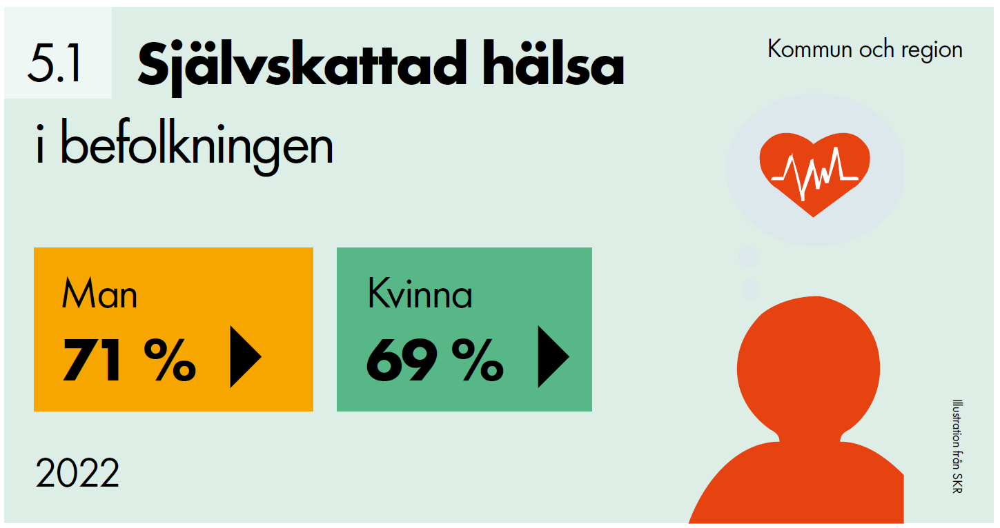 5.1 Självskattad hälsa
Kommun och region
i befolkningen
Man
71 %
Kvinna
69 %
2022
Illustration från SKR